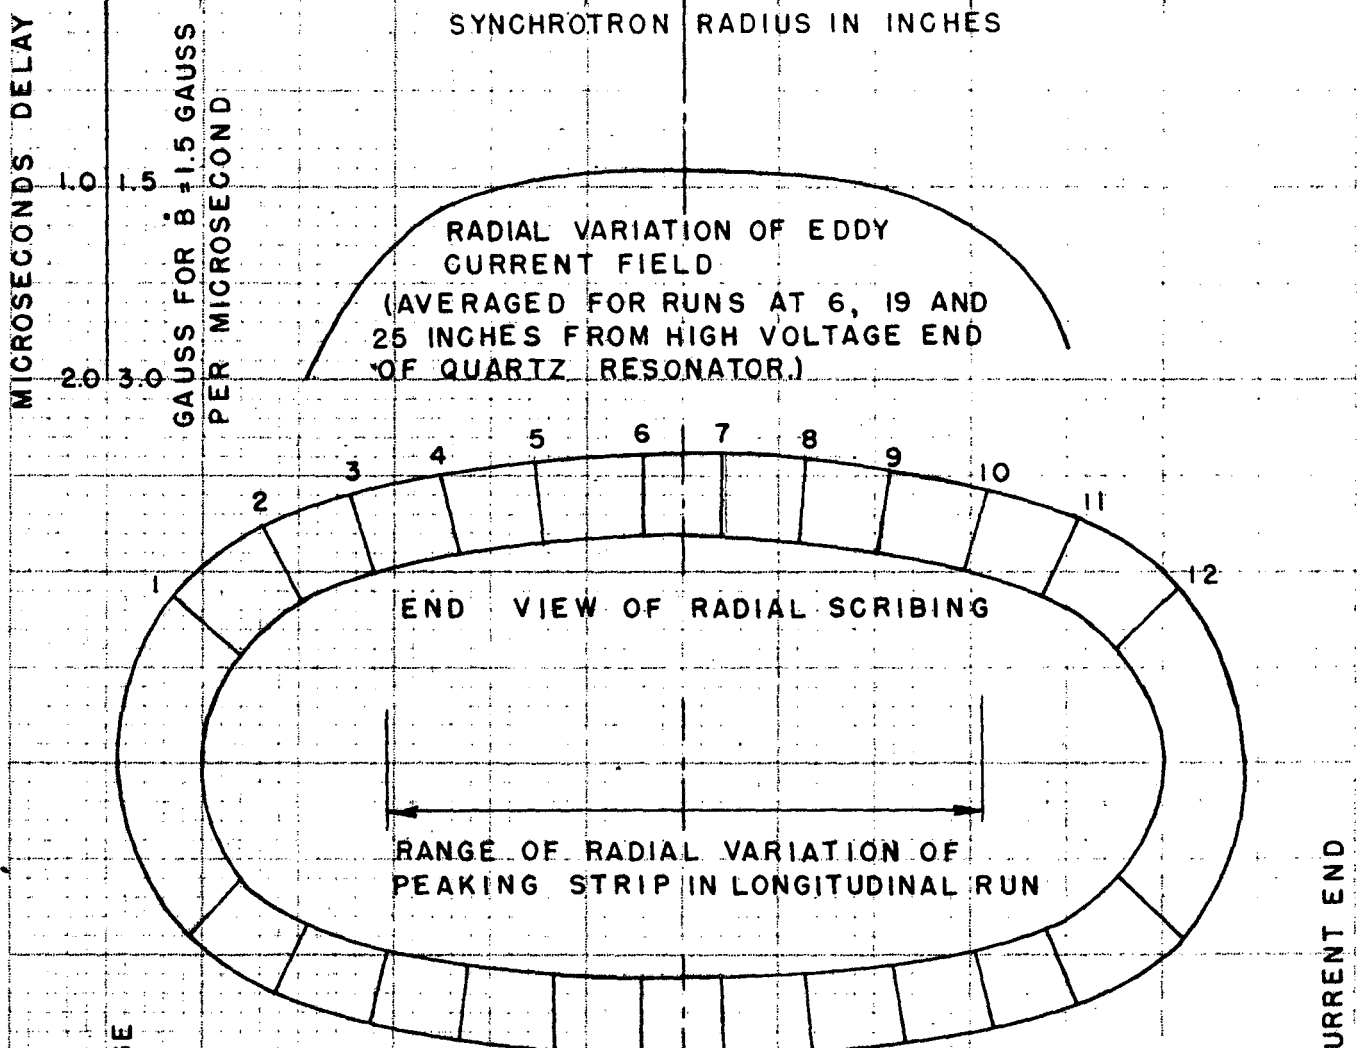 SYNCHROTRON RADIUS IN INCHES
MICROSECONDS DELAY
GAUSS FOR Ḃ = 1.5 GAUSS
PER MICROSECOND
1.0 1.5
RADIAL VARIATION OF EDDY
CURRENT FIELD
(AVERAGED FOR RUNS AT 6, 19 AND
25 INCHES FROM HIGH VOLTAGE END
OF QUARTZ RESONATOR.)
2.0 3.0
1 2 3 4 5 6 7 8 9 10 11 12
END VIEW OF RADIAL SCRIBING
RANGE OF RADIAL VARIATION OF
PEAKING STRIP IN LONGITUDINAL RUN
URRENT END